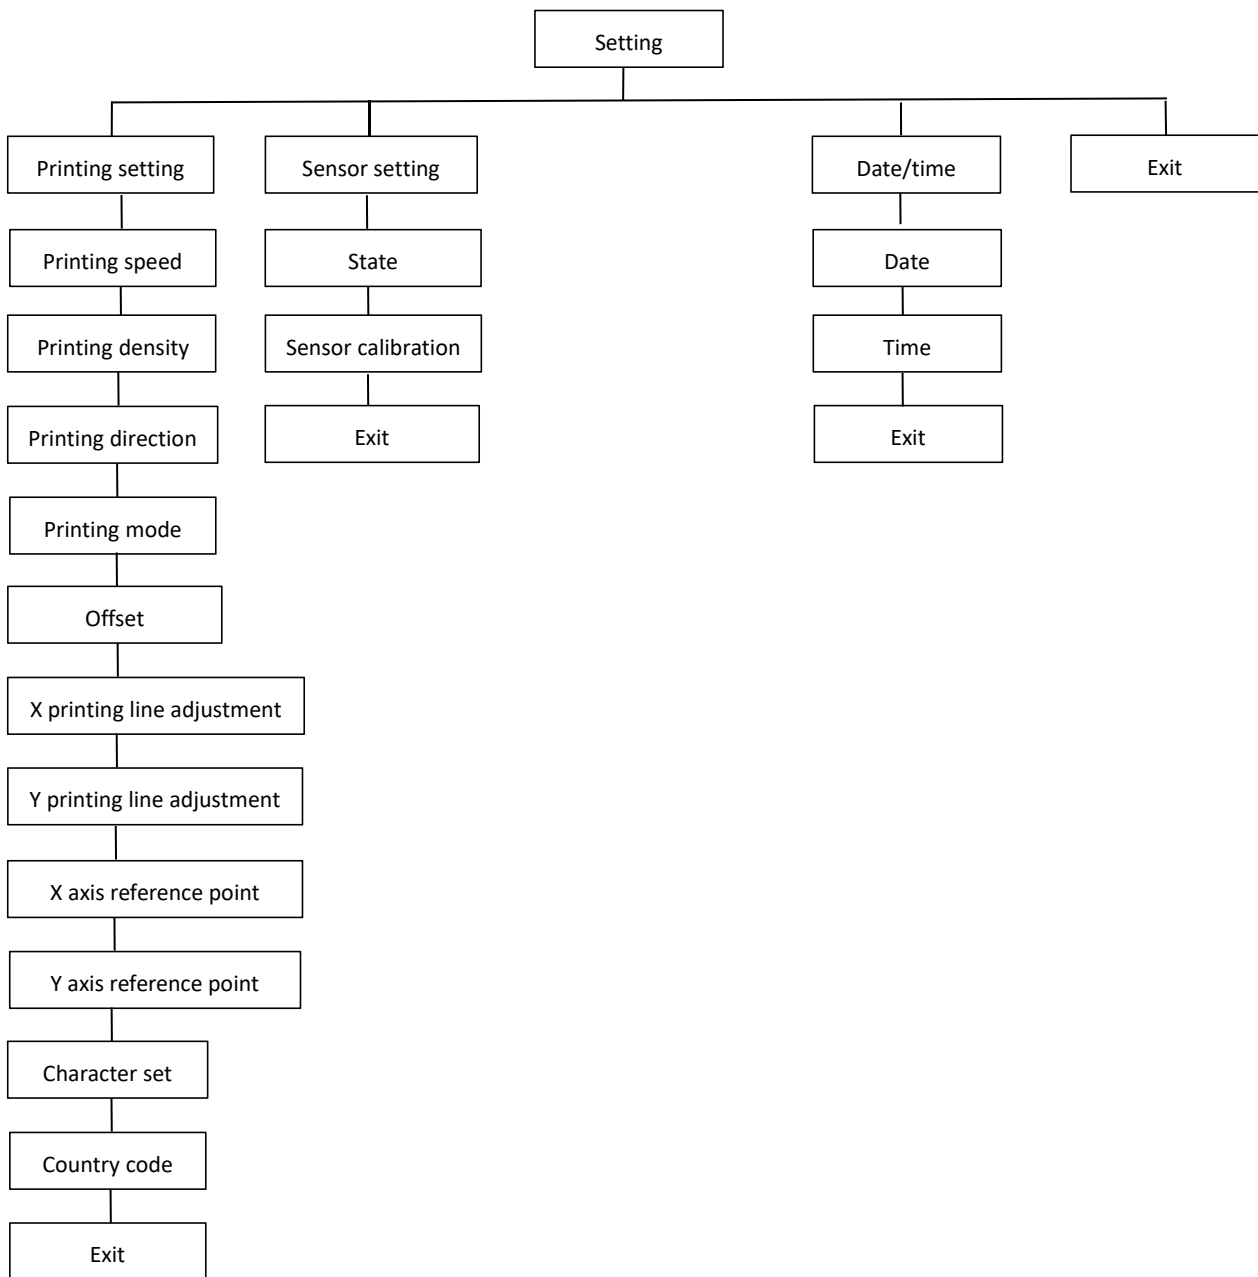 Setting
Printing setting
Sensor setting
Date/time
Exit
Printing speed
State
Date
Printing density
Sensor calibration
Time
Printing direction
Exit
Exit
Printing mode
Offset
X printing line adjustment
Y printing line adjustment
X axis reference point
Y axis reference point
Character set
Country code
Exit